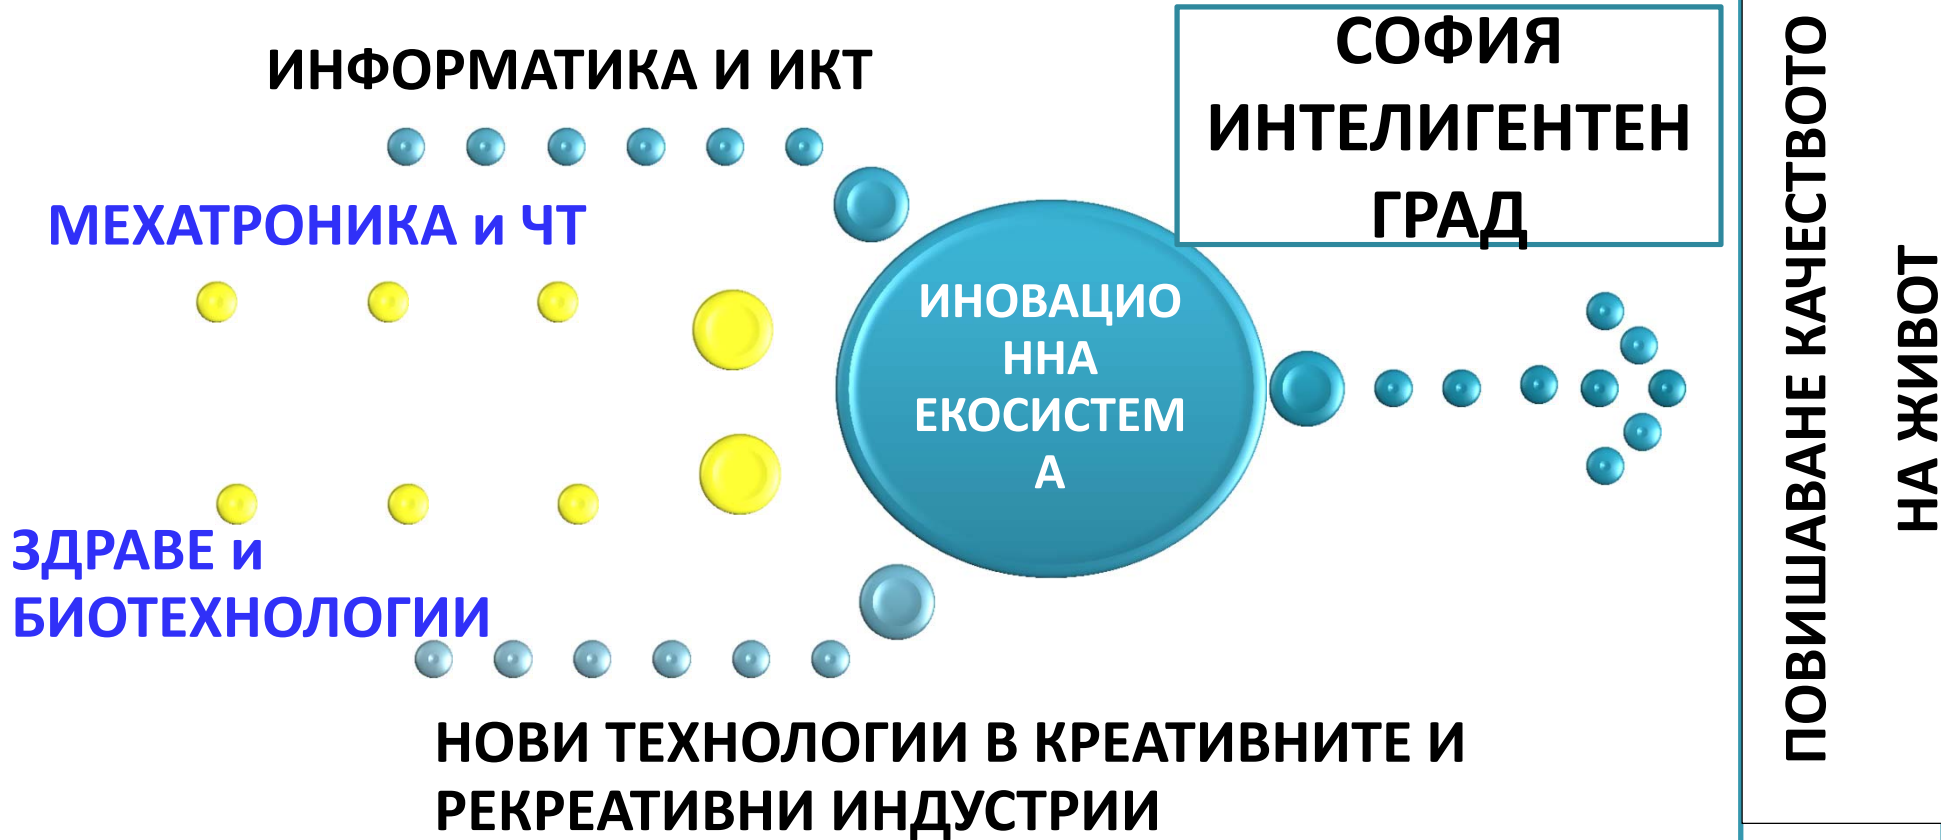 ИНФОРМАТИКА И ИКТ
СОФИЯ
ИНТЕЛИГЕНТЕН
ГРАД
МЕХАТРОНИКА и ЧТ
ИНОВАЦИО
ННА
ЕКОСИСТЕМ
А
ЗДРАВЕ и
БИОТЕХНОЛОГИИ
НОВИ ТЕХНОЛОГИИ В КРЕАТИВНИТЕ И
РЕКРЕАТИВНИ ИНДУСТРИИ
ПОВИШАВАНЕ КАЧЕСТВОТО
НА ЖИВОТ